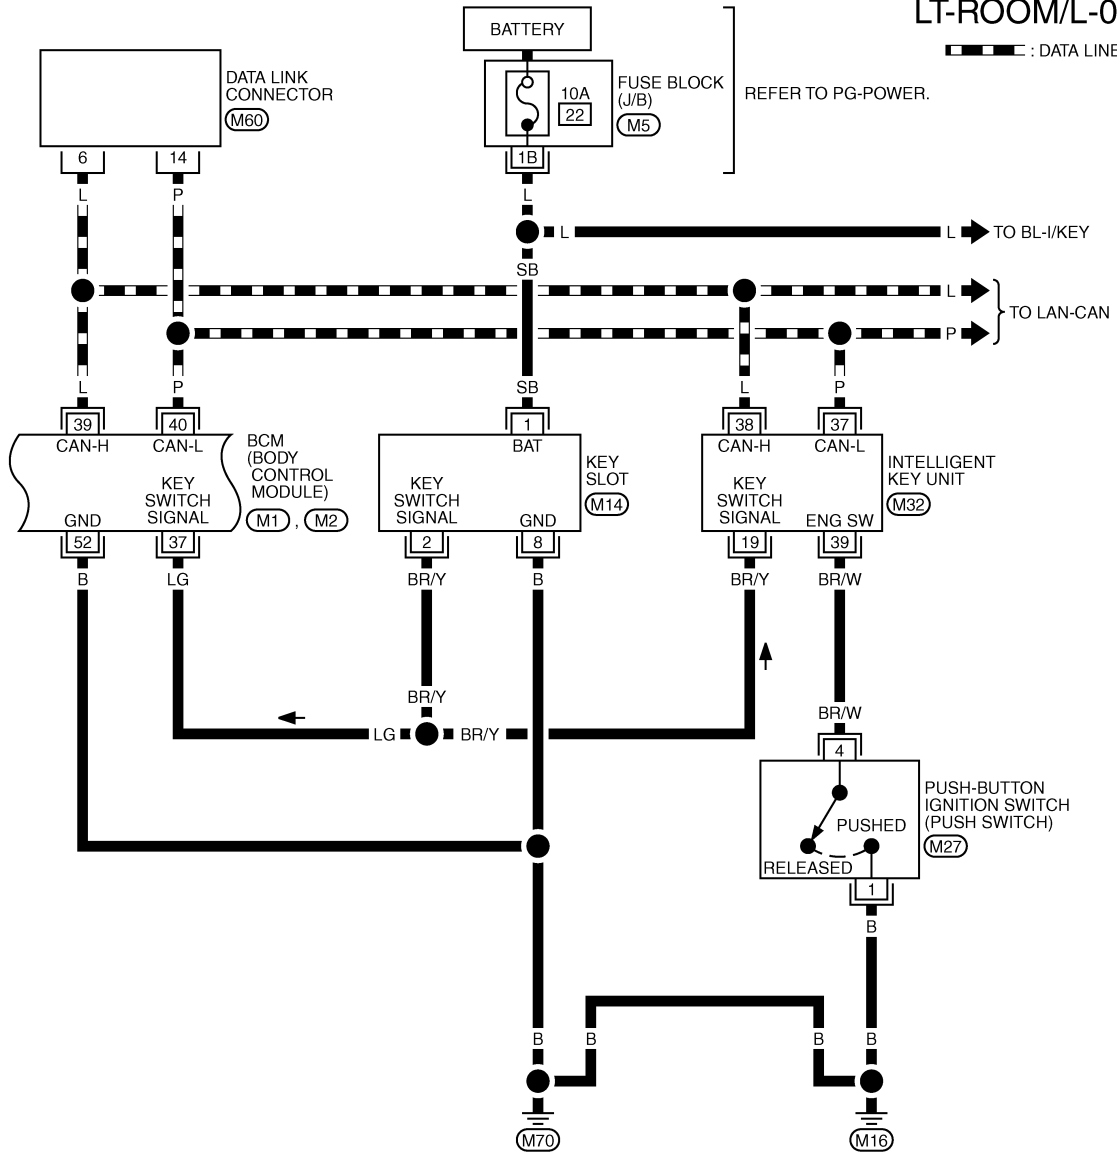 LT-ROOM/L-0
: DATA LINE
BATTERY
10A
22
FUSE BLOCK
(J/B)
M5
REFER TO PG-POWER.
1B
DATA LINK
CONNECTOR
M60
6
14
L
P
L
L
L
TO BL-I/KEY
SB
L
P
TO LAN-CAN
L
P
SB
L
P
39
40
1
38
37
CAN-H
CAN-L
KEY
SWITCH
SIGNAL
GND
BCM
(BODY
CONTROL
MODULE)
M1 , M2
52
37
BAT
KEY
SWITCH
SIGNAL
GND
KEY
SLOT
M14
2
8
CAN-H
CAN-L
KEY
SWITCH
SIGNAL
ENG SW
INTELLIGENT
KEY UNIT
M32
19
39
B
LG
BR/Y
B
BR/Y
BR/W
BR/Y
LG
BR/Y
BR/W
4
PUSHED
RELEASED
PUSH-BUTTON
IGNITION SWITCH
(PUSH SWITCH)
M27
1
B
B
B
B
B
M70
M16